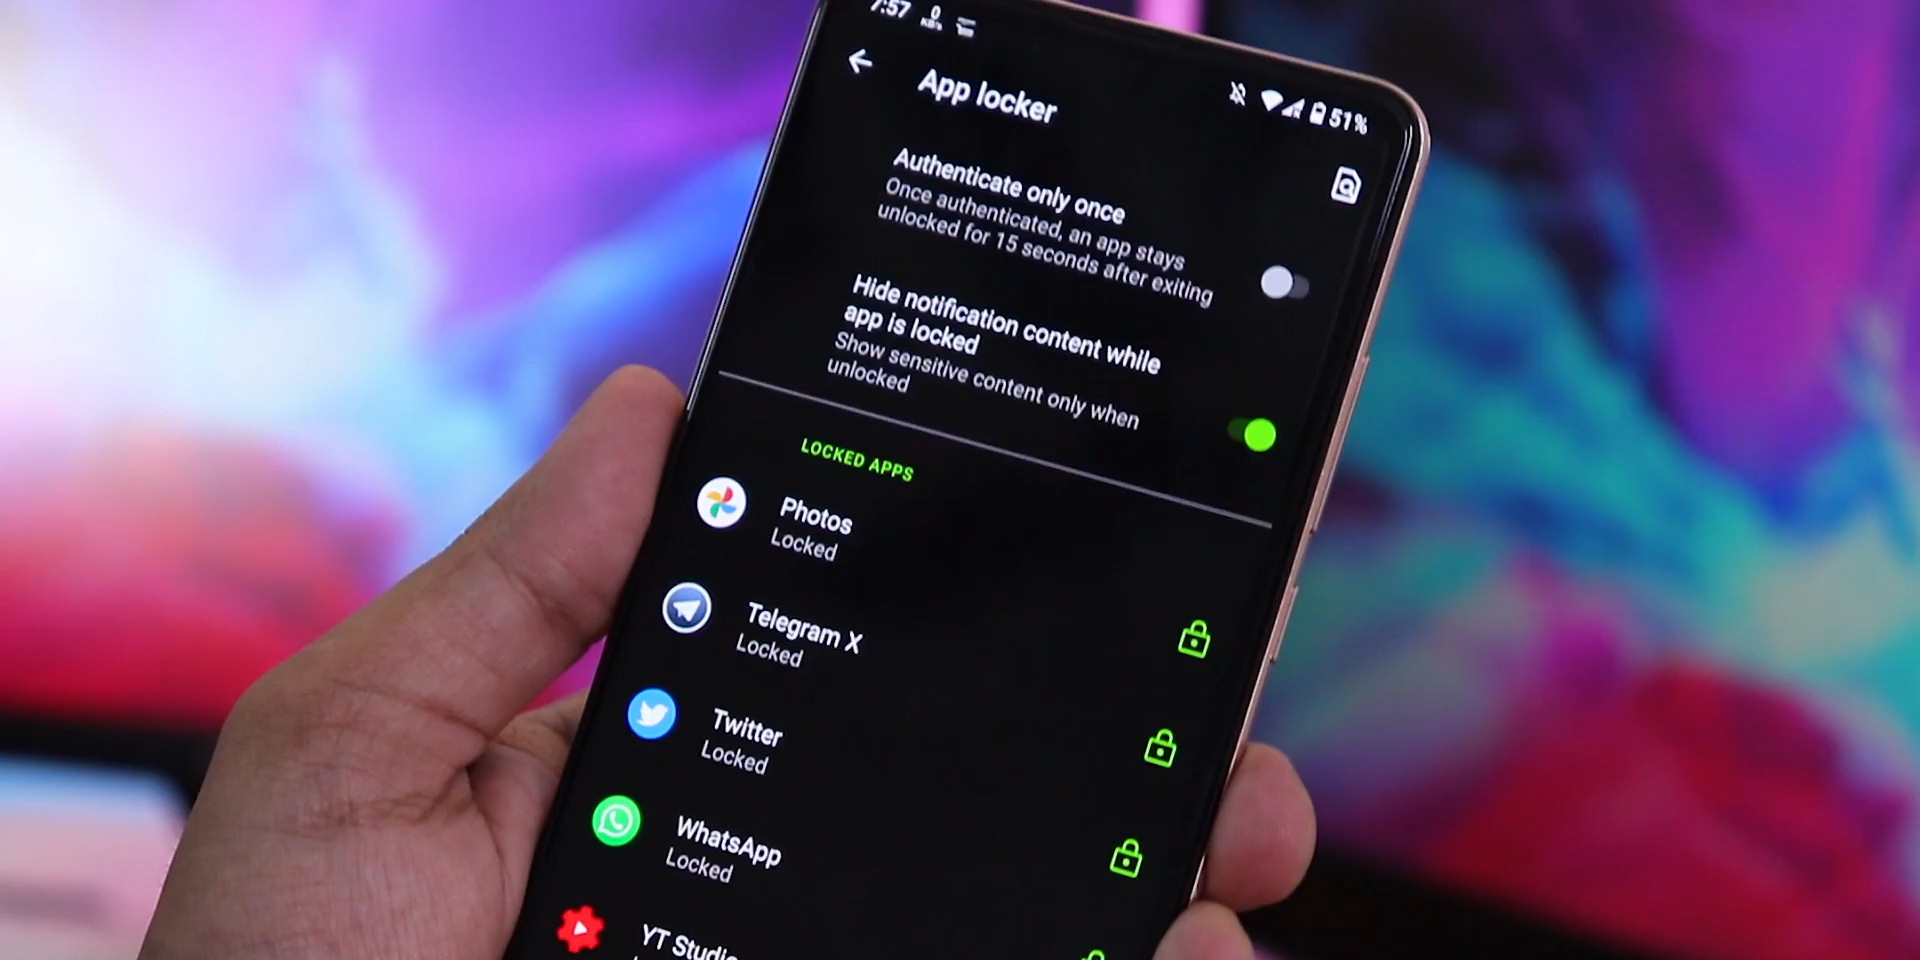 7:57
0
KB/s
51%
App locker
Authenticate only once
Once authenticated, an app stays
unlocked for 15 seconds after exiting
Hide notification content while
app is locked
Show sensitive content only when
unlocked
LOCKED APPS
Photos
Locked
Telegram X
Locked
Twitter
Locked
WhatsApp
Locked
YT Studio